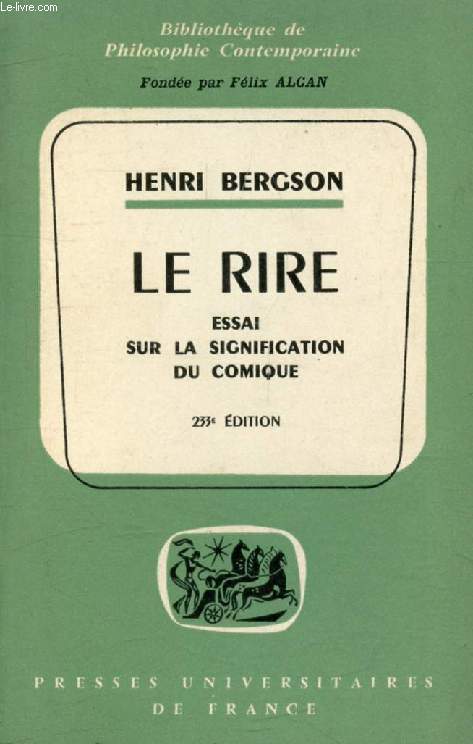 Le-livre.com
Bibliothèque de
Philosophie Contemporaine
Fondée par Félix ALCAN
HENRI BERGSON
LE RIRE
ESSAI
SUR LA SIGNIFICATION
DU COMIQUE
233e ÉDITION
PRESSES UNIVERSITAIRES
DE FRANCE